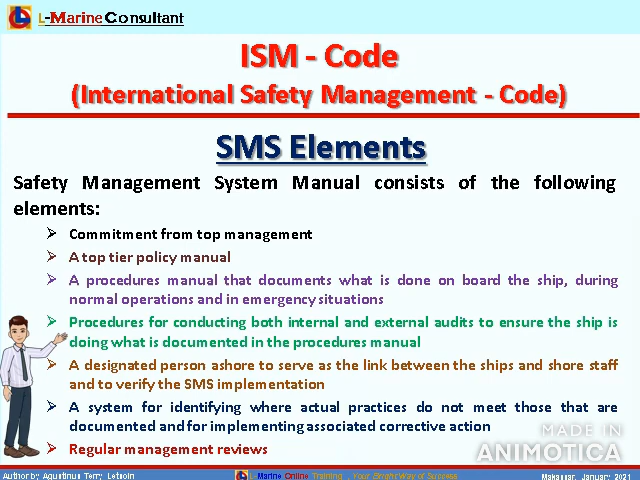 L-Marine Consultant
ISM - Code
(International Safety Management - Code)
SMS Elements
Safety Management System Manual consists of the following
elements:
➢ Commitment from top management
➢ A top tier policy manual
➢ A procedures manual that documents what is done on board the ship, during
normal operations and in emergency situations
➢ Procedures for conducting both internal and external audits to ensure the ship is
doing what is documented in the procedures manual
➢ A designated person ashore to serve as the link between the ships and shore staff
and to verify the SMS implementation
➢ A system for identifying where actual practices do not meet those that are
documented and for implementing associated corrective action
➢ Regular management reviews
MADE IN
ANIMOTICA
Author by Agustinus Terry
L-Marine Online Training , Your Bright Way of Success
Makassar, January 2021